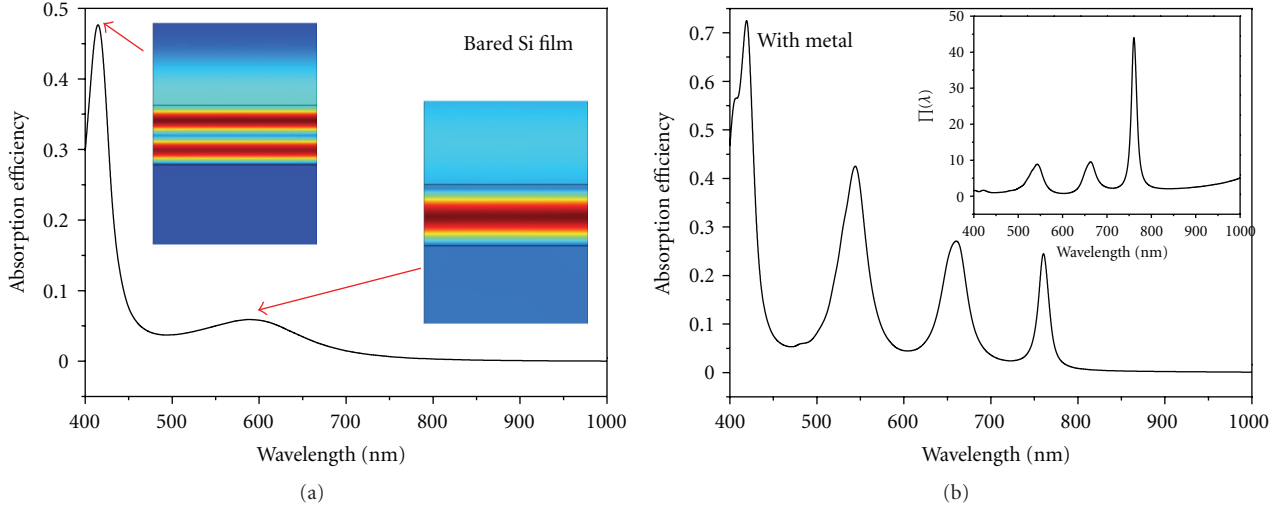 0.5
0.4
0.3
0.2
0.1
0
Absorption efficiency
Bared Si film
400 500 600 700 800 900 1000
Wavelength (nm)
(a)
0.7
0.6
0.5
0.4
0.3
0.2
0.1
0
Absorption efficiency
With metal
50
40
30
20
10
0
∏(λ)
400 500 600 700 800 900 1000
Wavelength (nm)
400 500 600 700 800 900 1000
Wavelength (nm)
(b)